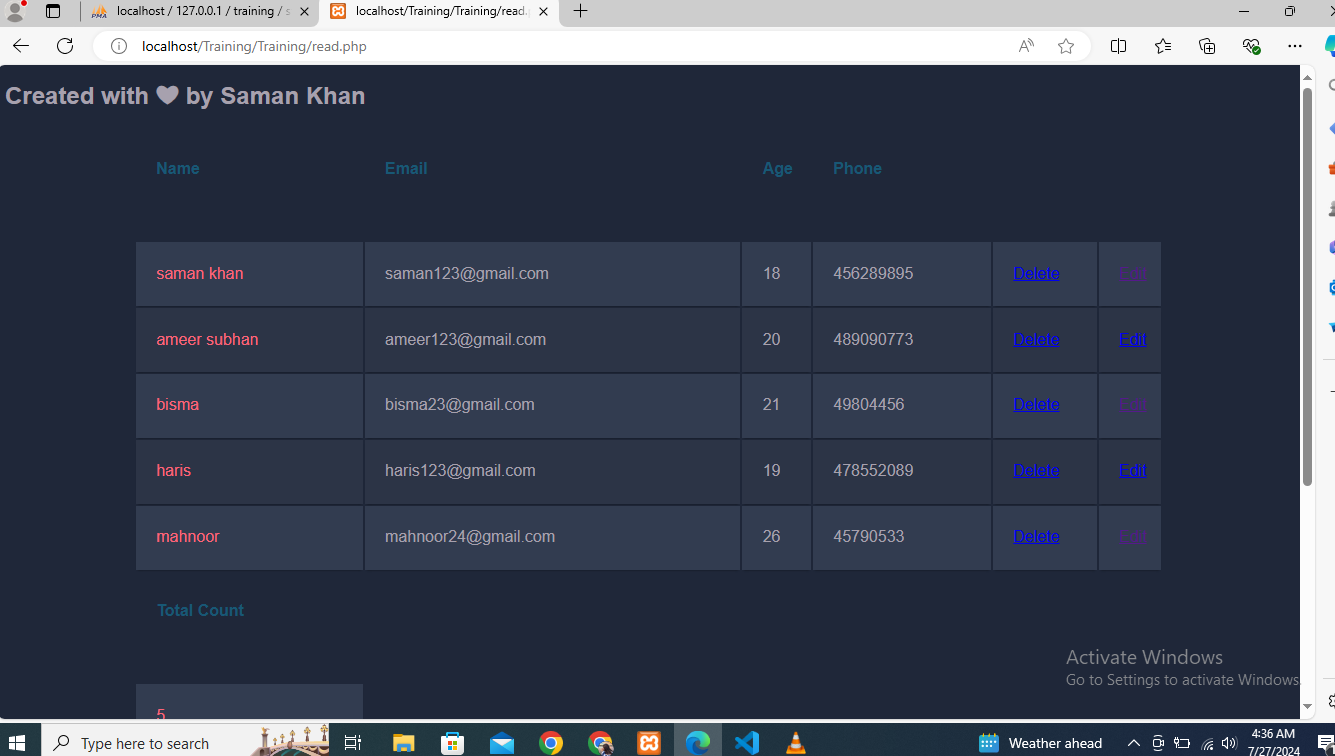 localhost / 127.0.0.1 / training / s
localhost/Training/Training/read.
localhost/Training/Training/read.php
Created with ❤ by Saman Khan
Name Email Age Phone
saman khan saman123@gmail.com 18 456289895 Delete Edit
ameer subhan ameer123@gmail.com 20 489090773 Delete Edit
bisma bisma23@gmail.com 21 49804456 Delete Edit
haris haris123@gmail.com 19 478552089 Delete Edit
mahnoor mahnoor24@gmail.com 26 45790533 Delete Edit
Total Count
5
Activate Windows
Go to Settings to activate Windows
Type here to search
Weather ahead
4:36 AM
7/27/2024